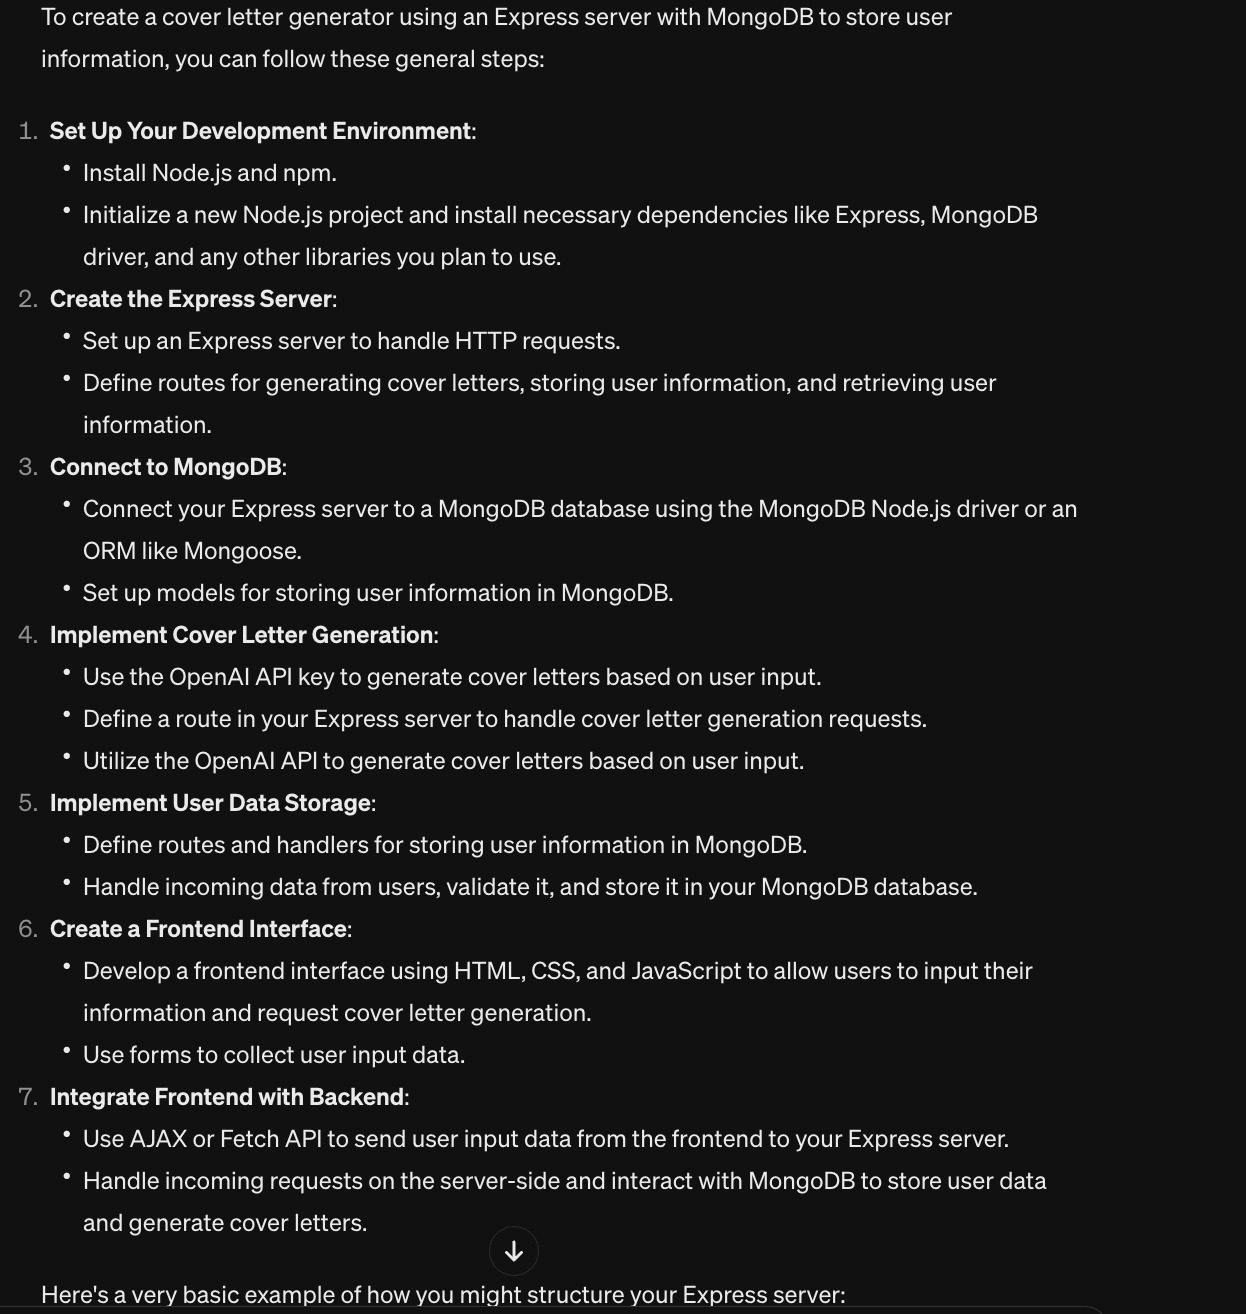 To create a cover letter generator using an Express server with MongoDB to store user
information, you can follow these general steps:
1. Set Up Your Development Environment:
• Install Node.js and npm.
• Initialize a new Node.js project and install necessary dependencies like Express, MongoDB
driver, and any other libraries you plan to use.
2. Create the Express Server:
• Set up an Express server to handle HTTP requests.
• Define routes for generating cover letters, storing user information, and retrieving user
information.
3. Connect to MongoDB:
• Connect your Express server to a MongoDB database using the MongoDB Node.js driver or an
ORM like Mongoose.
• Set up models for storing user information in MongoDB.
4. Implement Cover Letter Generation:
• Use the OpenAI API key to generate cover letters based on user input.
• Define a route in your Express server to handle cover letter generation requests.
• Utilize the OpenAI API to generate cover letters based on user input.
5. Implement User Data Storage:
• Define routes and handlers for storing user information in MongoDB.
• Handle incoming data from users, validate it, and store it in your MongoDB database.
6. Create a Frontend Interface:
• Develop a frontend interface using HTML, CSS, and JavaScript to allow users to input their
information and request cover letter generation.
• Use forms to collect user input data.
7. Integrate Frontend with Backend:
• Use AJAX or Fetch API to send user input data from the frontend to your Express server.
• Handle incoming requests on the server-side and interact with MongoDB to store user data
and generate cover letters.
Here's a very basic example of how you might structure your Express server: